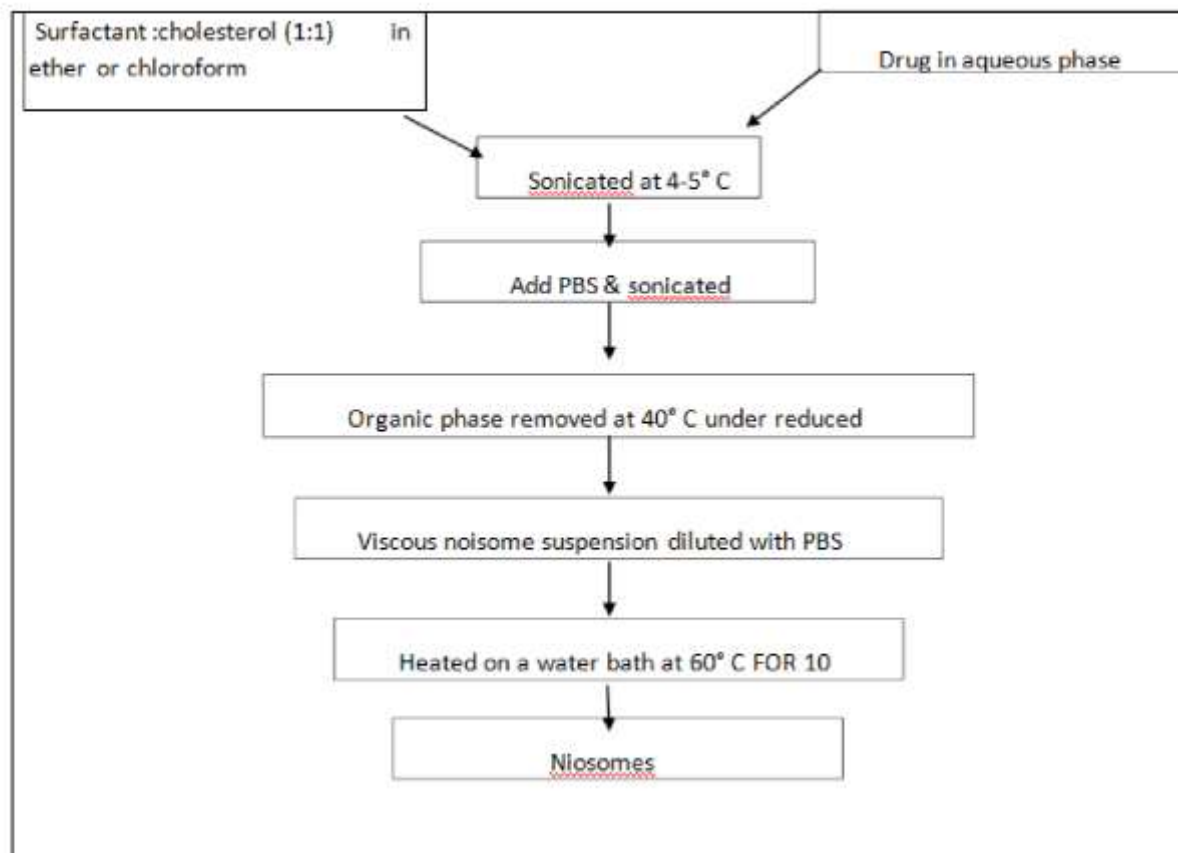 Surfactant :cholesterol (1:1) in
ether or chloroform
Drug in aqueous phase
Sonicated at 4-5° C
Add PBS & sonicated
Organic phase removed at 40° C under reduced
Viscous noisome suspension diluted with PBS
Heated on a water bath at 60° C FOR 10
Niosomes